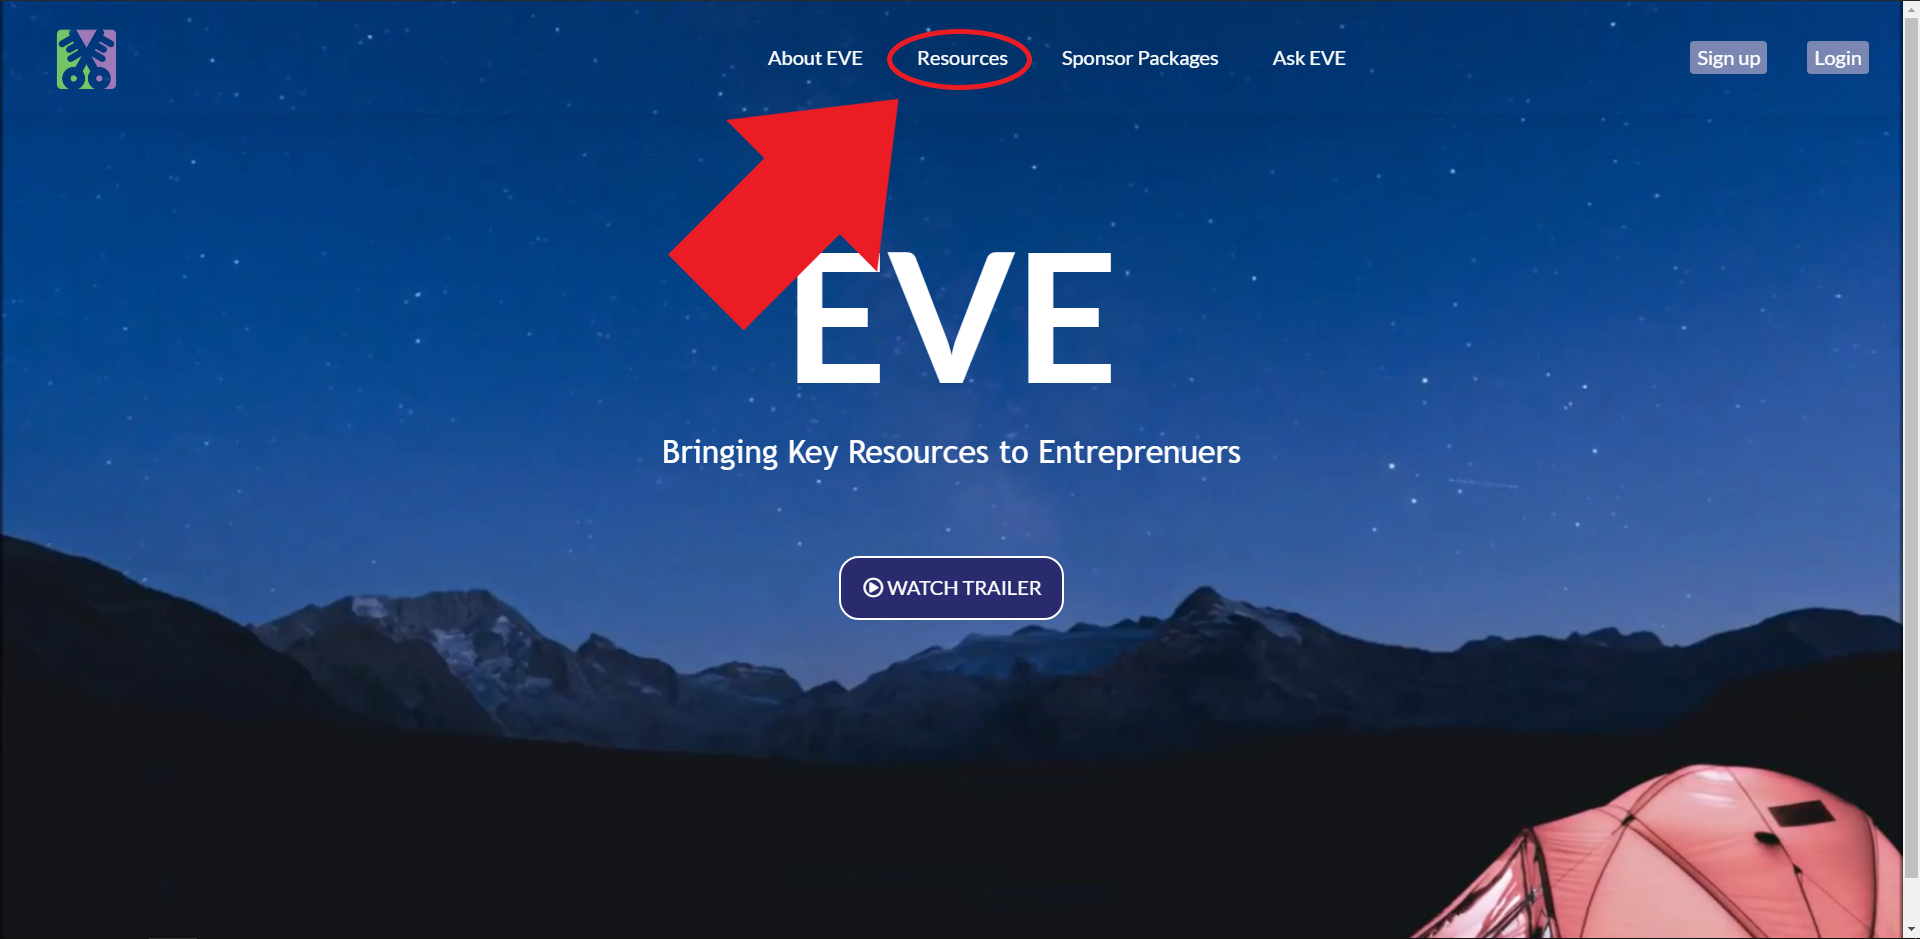 About EVE Resources Sponsor Packages Ask EVE Sign up Login
EVE
Bringing Key Resources to Entreprenuers
WATCH TRAILER